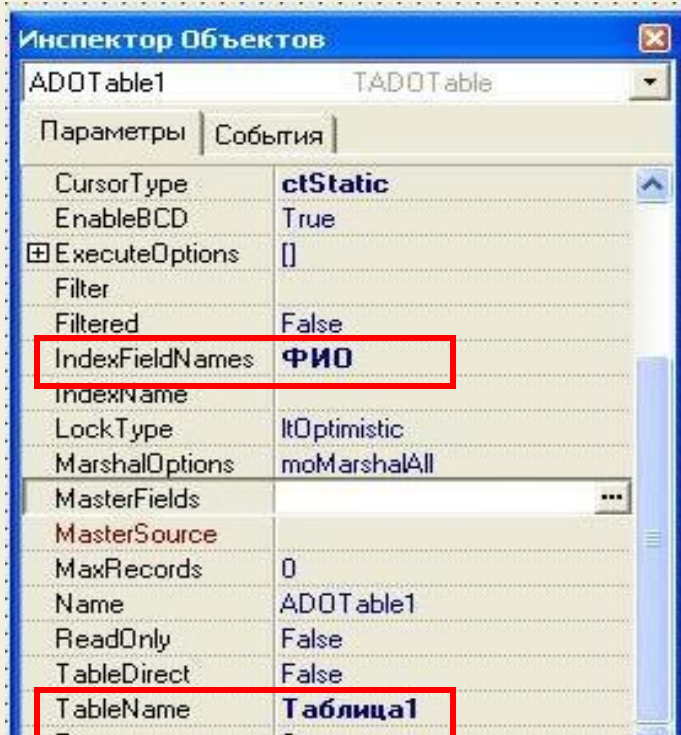 Инспектор Объектов
ADOTable1 TADOTable
Параметры События
CursorType ctStatic
EnableBCD True
ExecuteOptions []
Filter
Filtered False
IndexFieldNames ФИО
IndexName
LockType ltOptimistic
MarshalOptions moMarshalAll
MasterFields ...
MasterSource
MaxRecords 0
Name ADOTable1
ReadOnly False
TableDirect False
TableName Таблица1